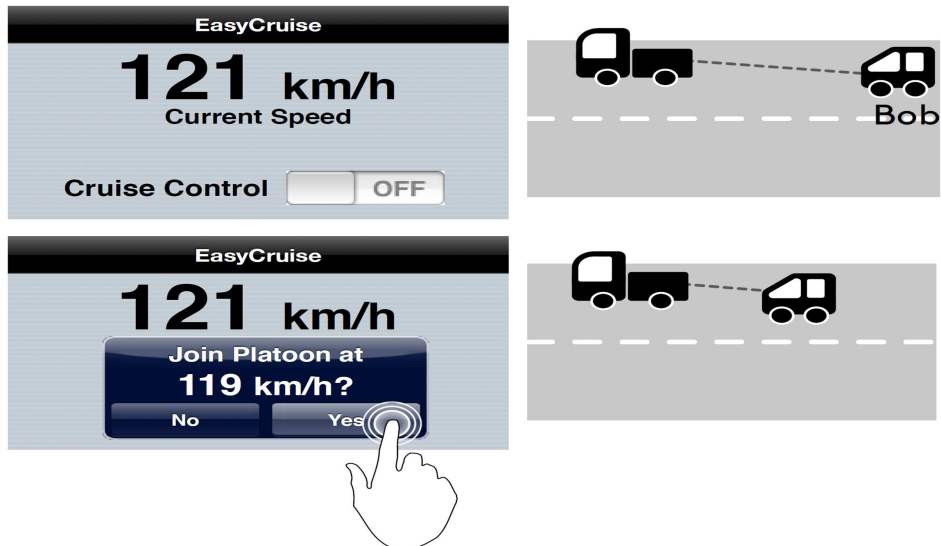 EasyCruise
121 km/h
Current Speed
Cruise Control OFF
Bob
EasyCruise
121 km/h
Join Platoon at
119 km/h?
No Yes